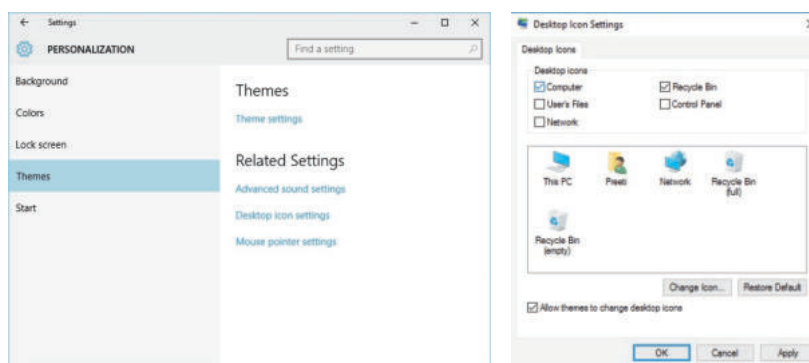 Settings
PERSONALIZATION
Find a setting
Background
Colors
Lock screen
Themes
Start
Themes
Theme settings
Related Settings
Advanced sound settings
Desktop icon settings
Mouse pointer settings
Desktop Icon Settings
Desktop Icons
Desktop icons
Computer
Recycle Bin
User's Files
Control Panel
Network
This PC
Preeti
Network
Recycle Bin
(full)
Recycle Bin
(empty)
Change Icon...
Restore Default
Allow themes to change desktop icons
OK
Cancel
Apply